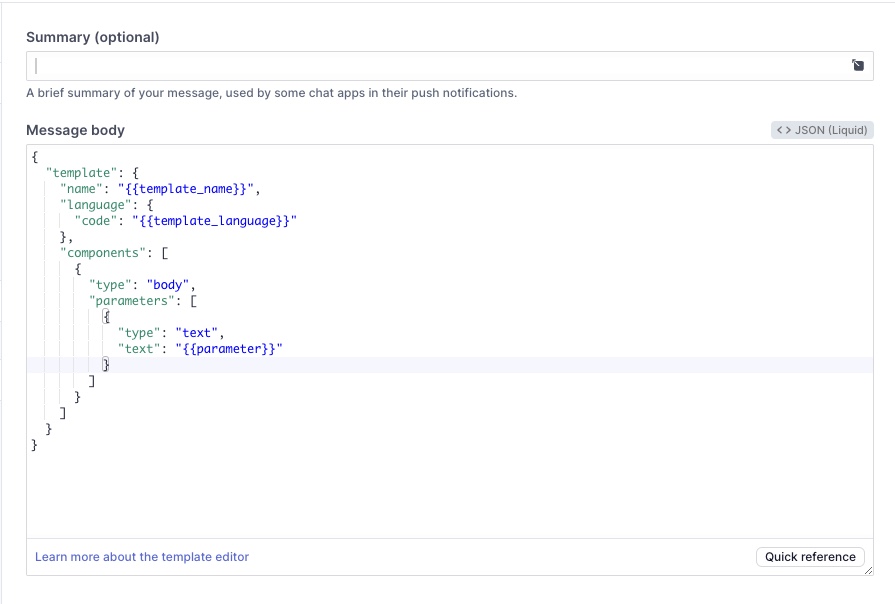 Summary (optional)
A brief summary of your message, used by some chat apps in their push notifications.
Message body
< > JSON (Liquid)
{
  "template": {
    "name": "{{template_name}}",
    "language": {
      "code": "{{template_language}}"
    },
    "components": [
      {
        "type": "body",
        "parameters": [
          {
            "type": "text",
            "text": "{{parameter}}"
          }
        ]
      }
    ]
  }
}
Learn more about the template editor
Quick reference